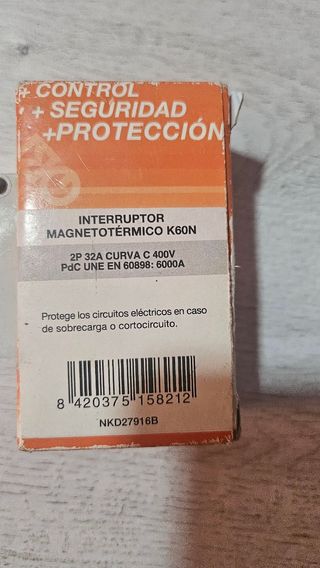 + CONTROL
+ SEGURIDAD
+PROTECCIÓN
INTERRUPTOR
MAGNETOTÉRMICO K60N
2P 32A CURVA C 400V
PdC UNE EN 60898: 6000A
Protege los circuitos eléctricos en caso
de sobrecarga o cortocircuito.
8 420375 158212
NKD27916B